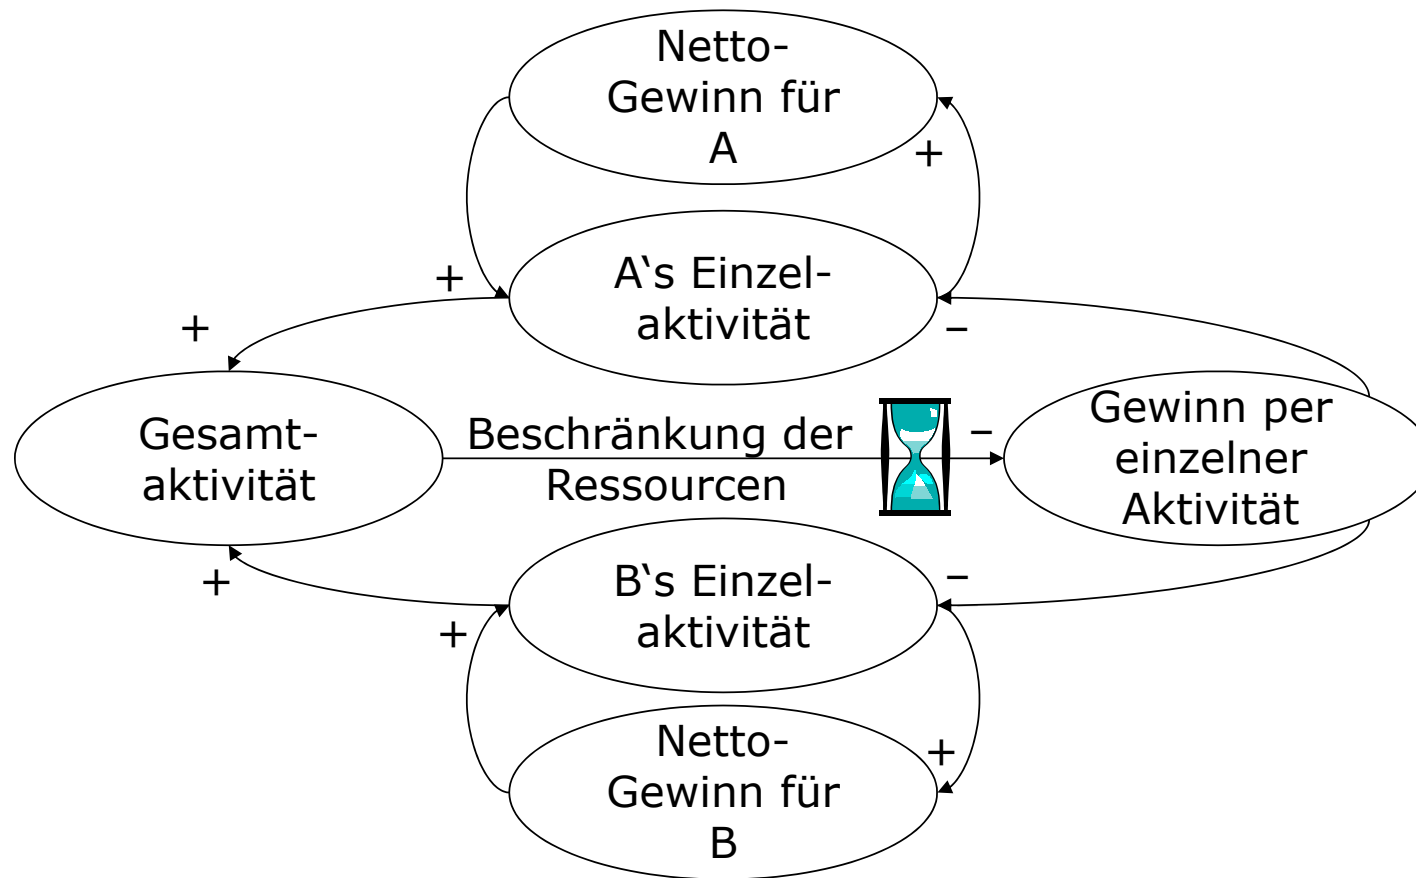 Netto-
Gewinn für
A
+
A‘s Einzel-
aktivität
+
+
–
Gesamt-
aktivität
Beschränkung der
Ressourcen
–
Gewinn per
einzelner
Aktivität
B‘s Einzel-
aktivität
–
+
+
Netto-
Gewinn für
B
+